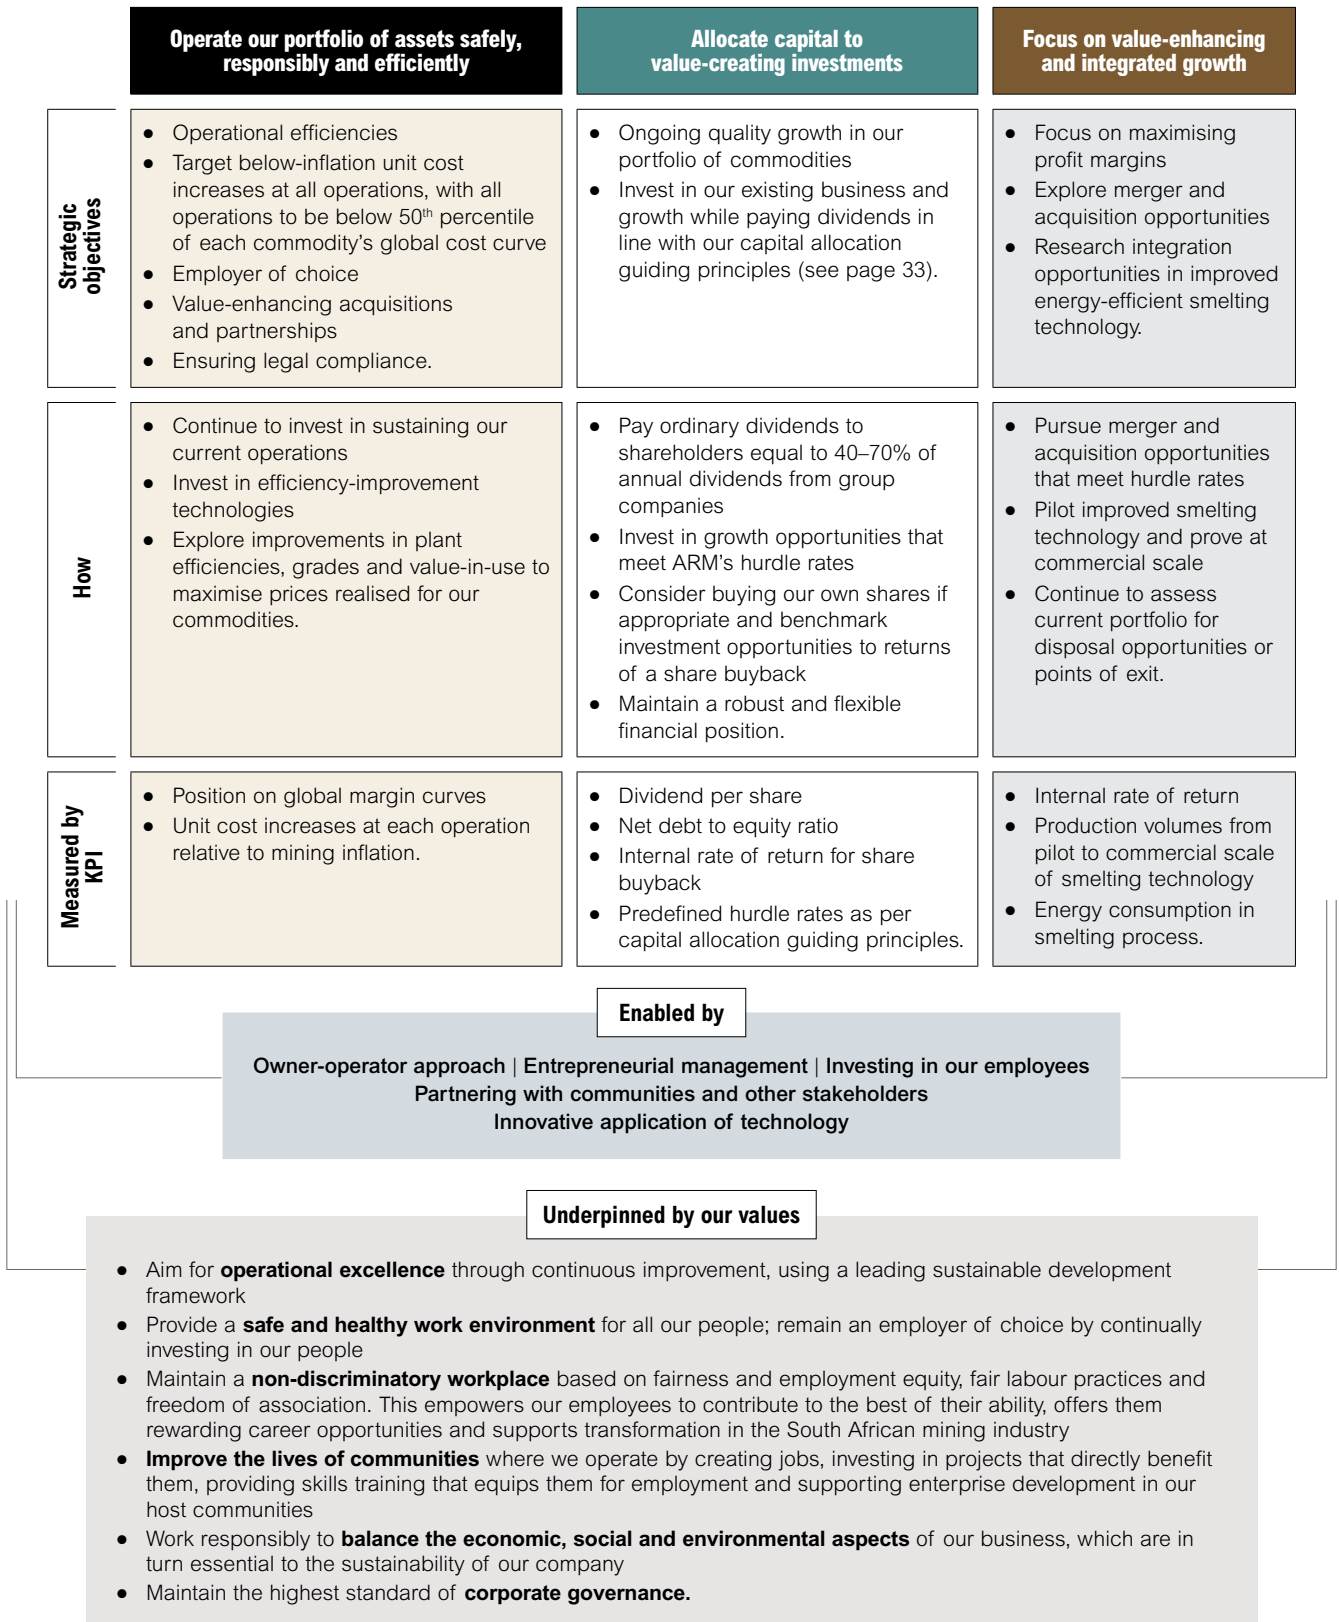 Operate our portfolio of assets safely,
responsibly and efficiently
Allocate capital to
value-creating investments
Focus on value-enhancing
and integrated growth
Strategic
objectives
● Operational efficiencies
● Target below-inflation unit cost
increases at all operations, with all
operations to be below 50th percentile
of each commodity's global cost curve
● Employer of choice
● Value-enhancing acquisitions
and partnerships
● Ensuring legal compliance.
● Ongoing quality growth in our
portfolio of commodities
● Invest in our existing business and
growth while paying dividends in
line with our capital allocation
guiding principles (see page 33).
● Focus on maximising
profit margins
● Explore merger and
acquisition opportunities
● Research integration
opportunities in improved
energy-efficient smelting
technology.
How
● Continue to invest in sustaining our
current operations
● Invest in efficiency-improvement
technologies
● Explore improvements in plant
efficiencies, grades and value-in-use to
maximise prices realised for our
commodities.
● Pay ordinary dividends to
shareholders equal to 40–70% of
annual dividends from group
companies
● Invest in growth opportunities that
meet ARM's hurdle rates
● Consider buying our own shares if
appropriate and benchmark
investment opportunities to returns
of a share buyback
● Maintain a robust and flexible
financial position.
● Pursue merger and
acquisition opportunities
that meet hurdle rates
● Pilot improved smelting
technology and prove at
commercial scale
● Continue to assess
current portfolio for
disposal opportunities or
points of exit.
Measured by
KPI
● Position on global margin curves
● Unit cost increases at each operation
relative to mining inflation.
● Dividend per share
● Net debt to equity ratio
● Internal rate of return for share
buyback
● Predefined hurdle rates as per
capital allocation guiding principles.
● Internal rate of return
● Production volumes from
pilot to commercial scale
of smelting technology
● Energy consumption in
smelting process.
Enabled by
Owner-operator approach | Entrepreneurial management | Investing in our employees
Partnering with communities and other stakeholders
Innovative application of technology
Underpinned by our values
● Aim for operational excellence through continuous improvement, using a leading sustainable development
framework
● Provide a safe and healthy work environment for all our people; remain an employer of choice by continually
investing in our people
● Maintain a non-discriminatory workplace based on fairness and employment equity, fair labour practices and
freedom of association. This empowers our employees to contribute to the best of their ability, offers them
rewarding career opportunities and supports transformation in the South African mining industry
● Improve the lives of communities where we operate by creating jobs, investing in projects that directly benefit
them, providing skills training that equips them for employment and supporting enterprise development in our
host communities
● Work responsibly to balance the economic, social and environmental aspects of our business, which are in
turn essential to the sustainability of our company
● Maintain the highest standard of corporate governance.